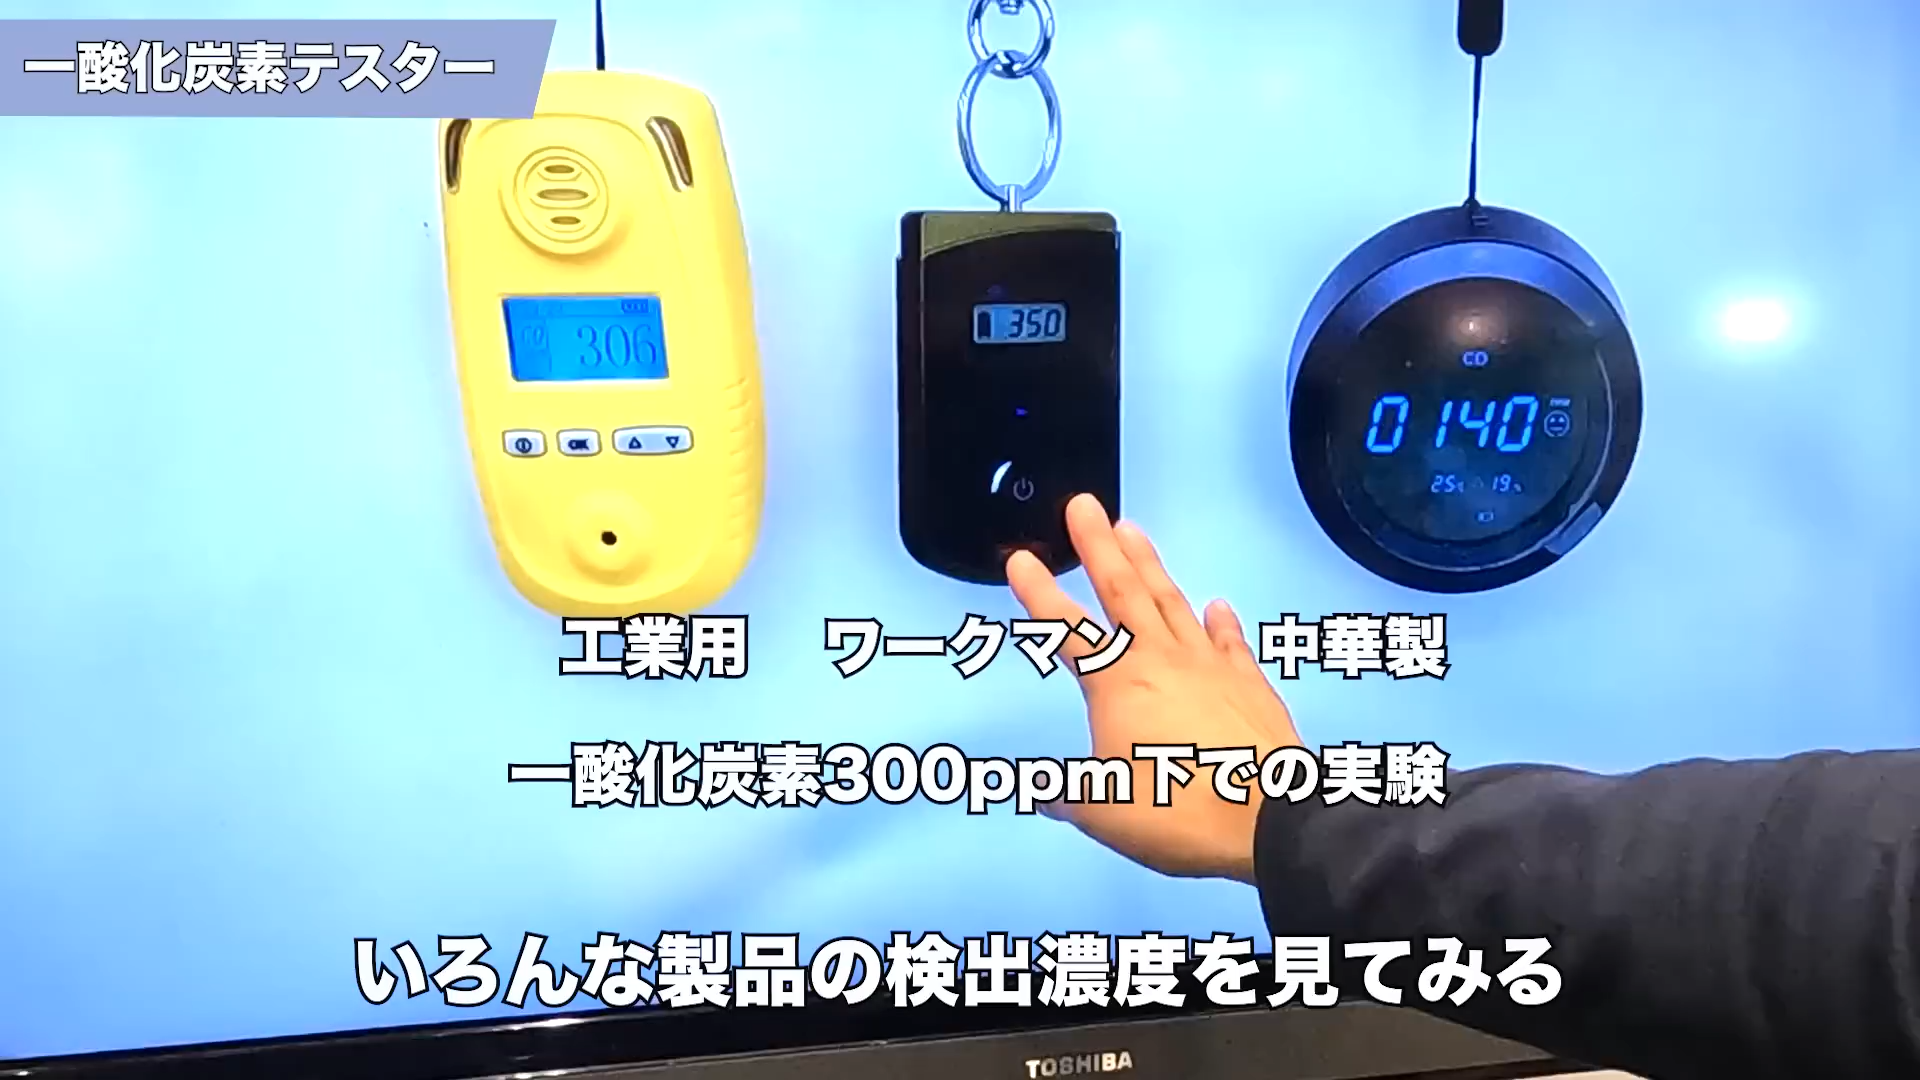 一酸化炭素テスター
CO 306
350
OK
CO
0140
25℃ 19%
工業用 ワークマン 中華製
一酸化炭素300ppm下での実験
いろんな製品の検出濃度を見てみる
TOSHIBA